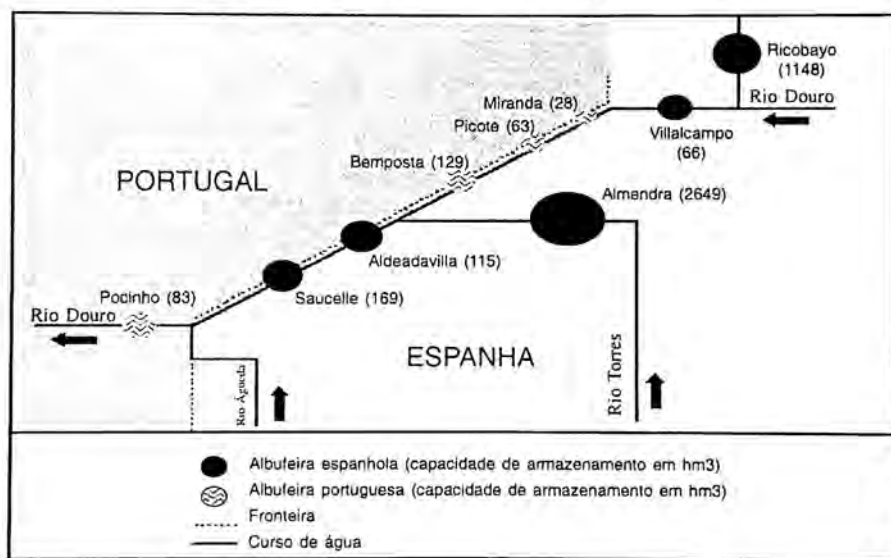 Ricobayo
(1148)
Rio Douro
Miranda (28)
Picote (63)
Villalcampo
(66)
Bemposta (129)
PORTUGAL
Almendra (2649)
Aldeadavilla (115)
Saucelle (169)
Pocinho (83)
Rio Douro
ESPANHA
Rio Torres
Rio Águeda
Albufeira espanhola (capacidade de armazenamento em hm3)
Albufeira portuguesa (capacidade de armazenamento em hm3)
Fronteira
Curso de água